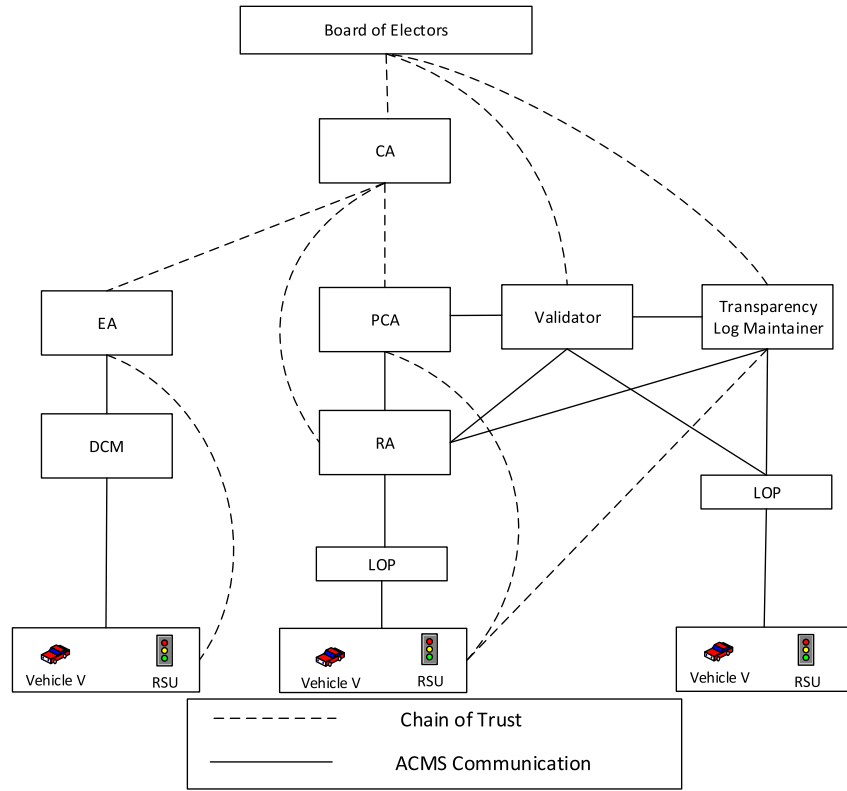 Board of Electors
CA
EA
PCA
Validator
Transparency
Log Maintainer
DCM
RA
LOP
LOP
Vehicle V
RSU
Vehicle V
RSU
Vehicle V
RSU
Chain of Trust
ACMS Communication